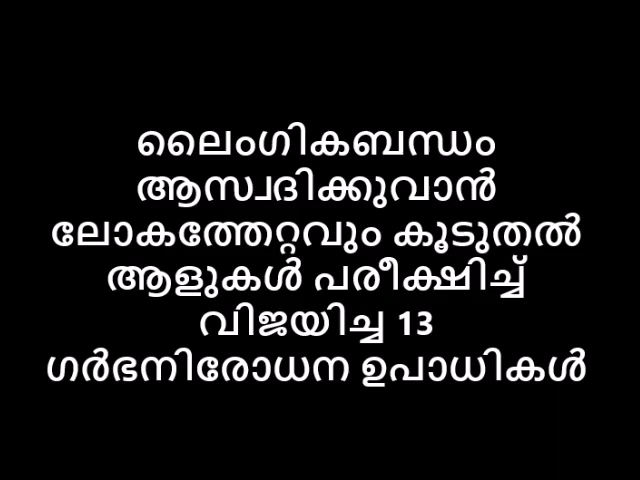 ലൈംഗികബന്ധം
ആസ്വദിക്കുവാൻ
ലോകത്തേറ്റവും കൂടുതൽ
ആളുകൾ പരീക്ഷിച്ച്
വിജയിച്ച 13
ഗർഭനിരോധന ഉപാധികൾ